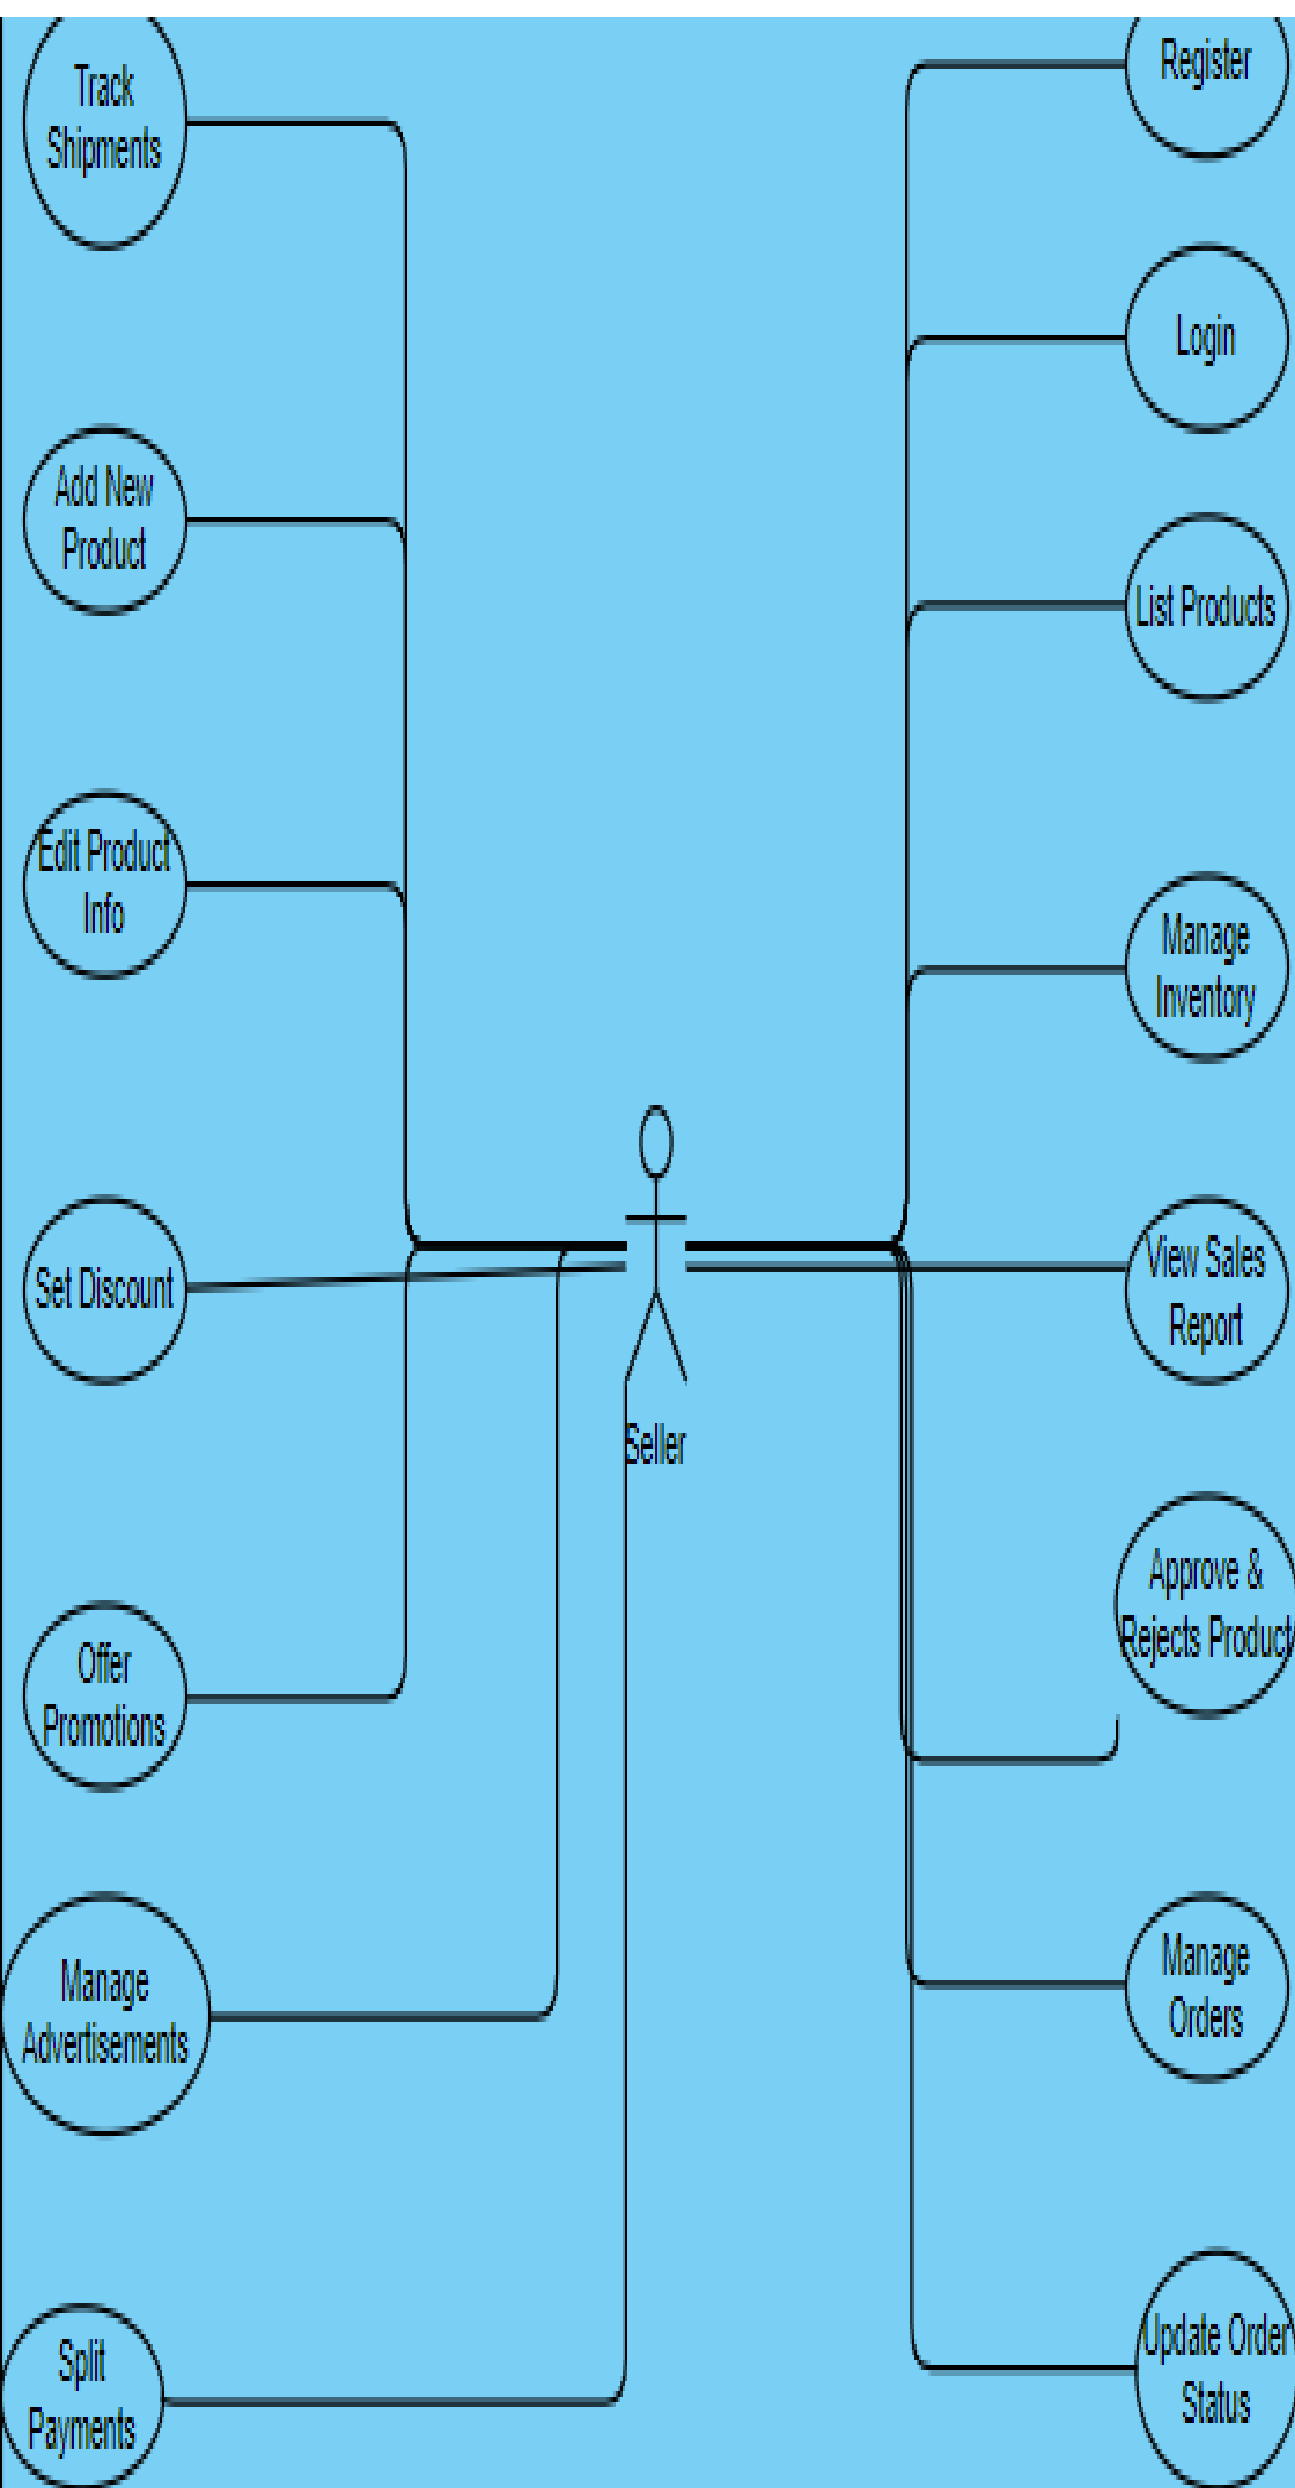 Track
Shipments
Add New
Product
Edit Product
Info
Set Discount
Offer
Promotions
Manage
Advertisements
Split
Payments
Seller
Register
Login
List Products
Manage
Inventory
View Sales
Report
Approve &
Rejects Product
Manage
Orders
Update Order
Status